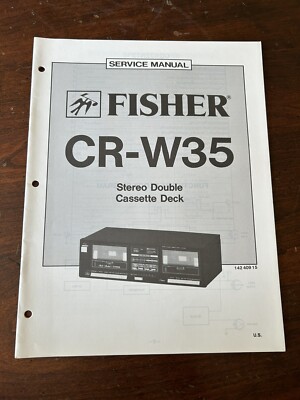 SERVICE MANUAL
FISHER®
CR-W35
Stereo Double
Cassette Deck
142 409 15
U.S.